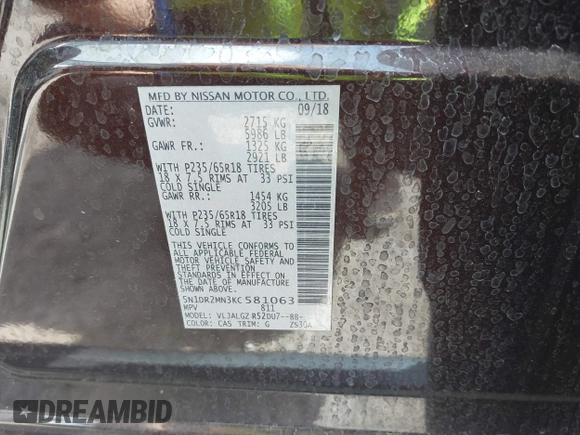 MFD BY NISSAN MOTOR CO., LTD.
DATE: 09/18
GVWR: 2715 KG
5986 LB
GAWR FR.: 1325 KG
2921 LB
WITH P235/65R18 TIRES
18 X 7.5 RIMS AT 33 PSI
COLD SINGLE
GAWR RR.: 1454 KG
3205 LB
WITH P235/65R18 TIRES
18 X 7.5 RIMS AT 33 PSI
COLD SINGLE
THIS VEHICLE CONFORMS TO
ALL APPLICABLE FEDERAL
MOTOR VEHICLE SAFETY AND
THEFT PREVENTION
STANDARDS IN EFFECT ON
THE DATE OF MANUFACTURE
SHOWN ABOVE.
5N1DR2MN3KC581063
MPV 811
MODEL: VLJALGZ R52DU7--BB-
COLOR: CAS TRIM: G ZS30A
DREAMBID